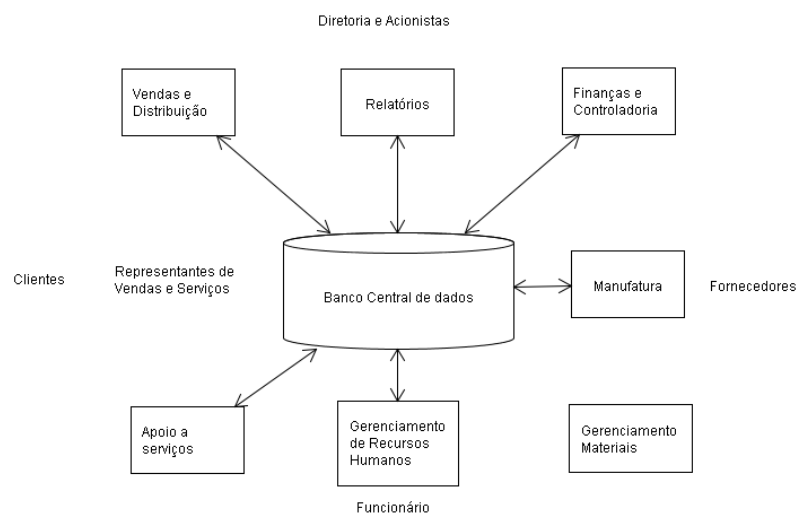 Diretoria e Acionistas
Vendas e
Distribuição
Relatórios
Finanças e
Controladoria
Clientes
Representantes de
Vendas e Serviços
Banco Central de dados
Manufatura
Fornecedores
Apoio a
serviços
Gerenciamento
de Recursos
Humanos
Gerenciamento
Materiais
Funcionário